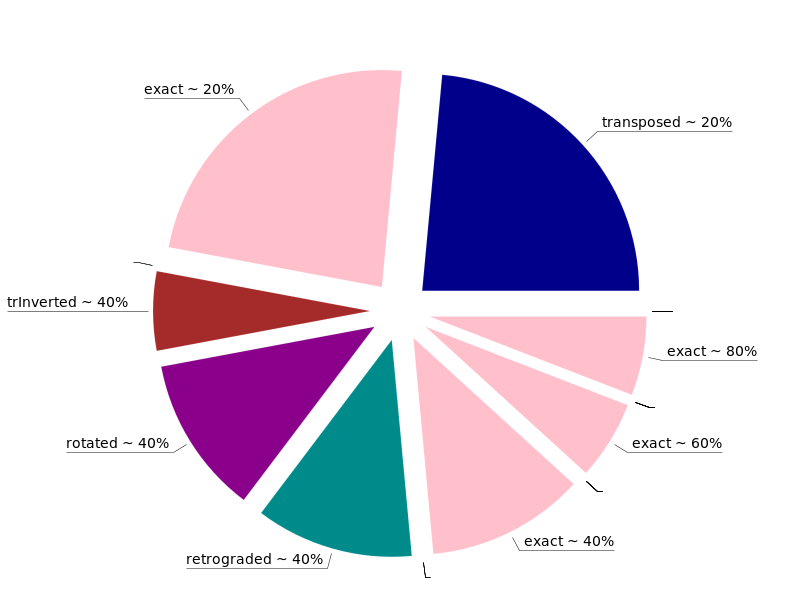 exact ~ 20%
transposed ~ 20%
trInverted ~ 40%
exact ~ 80%
rotated ~ 40%
exact ~ 60%
exact ~ 40%
retrograded ~ 40%